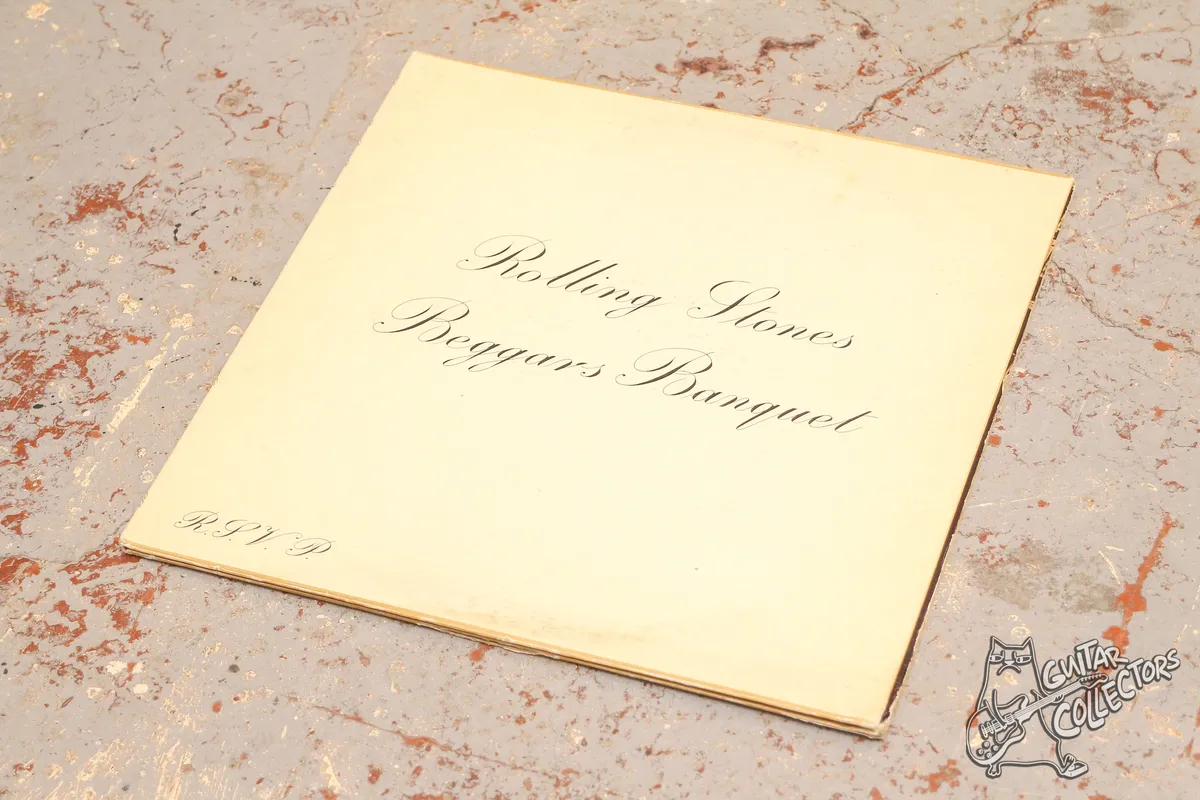 Rolling Stones
Beggars Banquet
R.S.V.P.
GUITAR
COLLECTORS